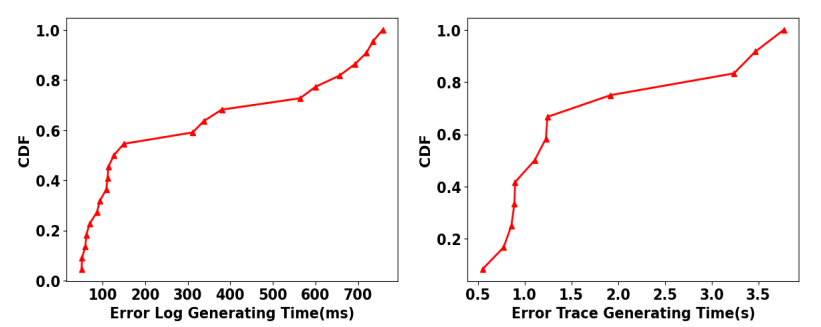 CDF
1.0
0.8
0.6
0.4
0.2
0.0
100 200 300 400 500 600 700
Error Log Generating Time(ms)
CDF
1.0
0.8
0.6
0.4
0.2
0.5 1.0 1.5 2.0 2.5 3.0 3.5
Error Trace Generating Time(s)